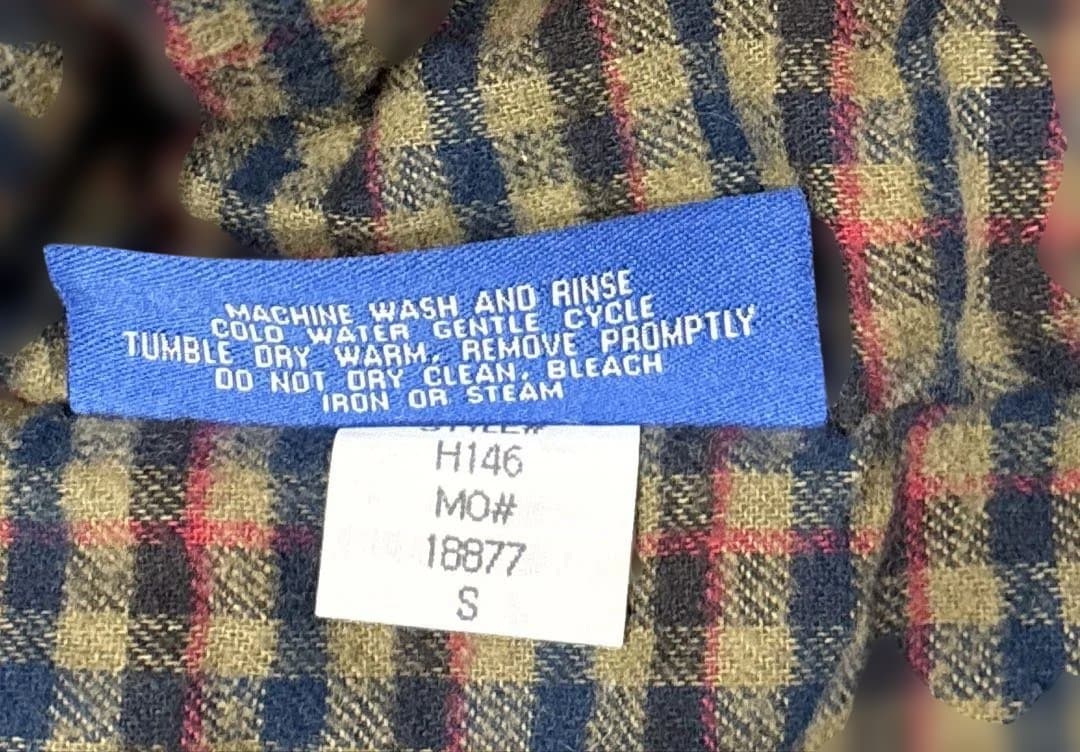 MACHINE WASH AND RINSE
COLD WATER GENTLE CYCLE
TUMBLE DRY WARM. REMOVE PROMPTLY
DO NOT DRY CLEAN. BLEACH
IRON OR STEAM
STYLE#
H146
MO#
18877
S